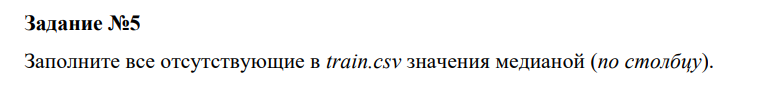 Задание №5
Заполните все отсутствующие в train.csv значения медианой (по столбцу).